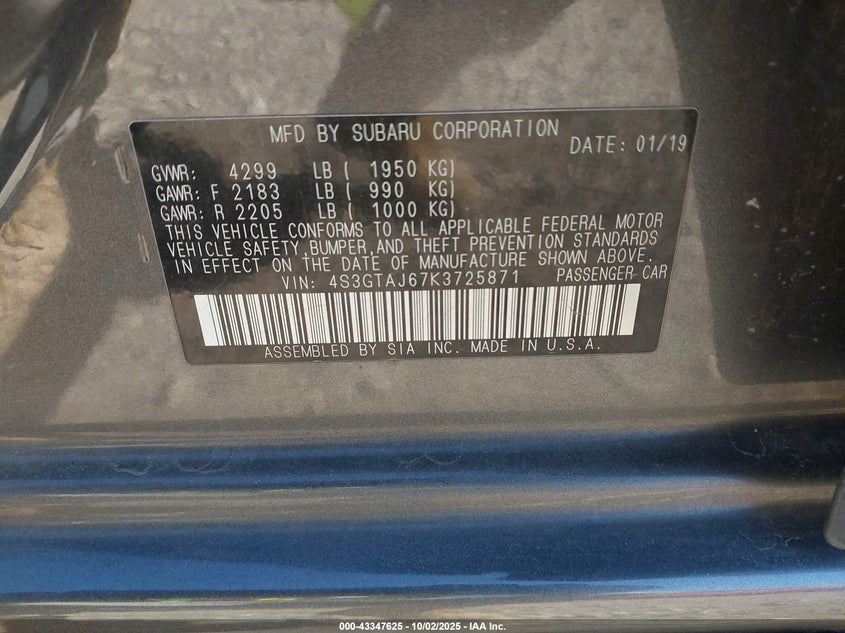 MFD BY SUBARU CORPORATION
DATE: 01/19
GVWR: 4299 LB ( 1950 KG)
GAWR: F 2183 LB ( 990 KG)
GAWR: R 2205 LB ( 1000 KG)
THIS VEHICLE CONFORMS TO ALL APPLICABLE FEDERAL MOTOR
VEHICLE SAFETY,BUMPER,AND THEFT PREVENTION STANDARDS
IN EFFECT ON THE DATE OF MANUFACTURE SHOWN ABOVE.
VIN: 4S3GTAJ67K3725871 PASSENGER CAR
ASSEMBLED BY SIA INC. MADE IN U.S.A.
000-43347625 - 10/02/2025 - IAA Inc.